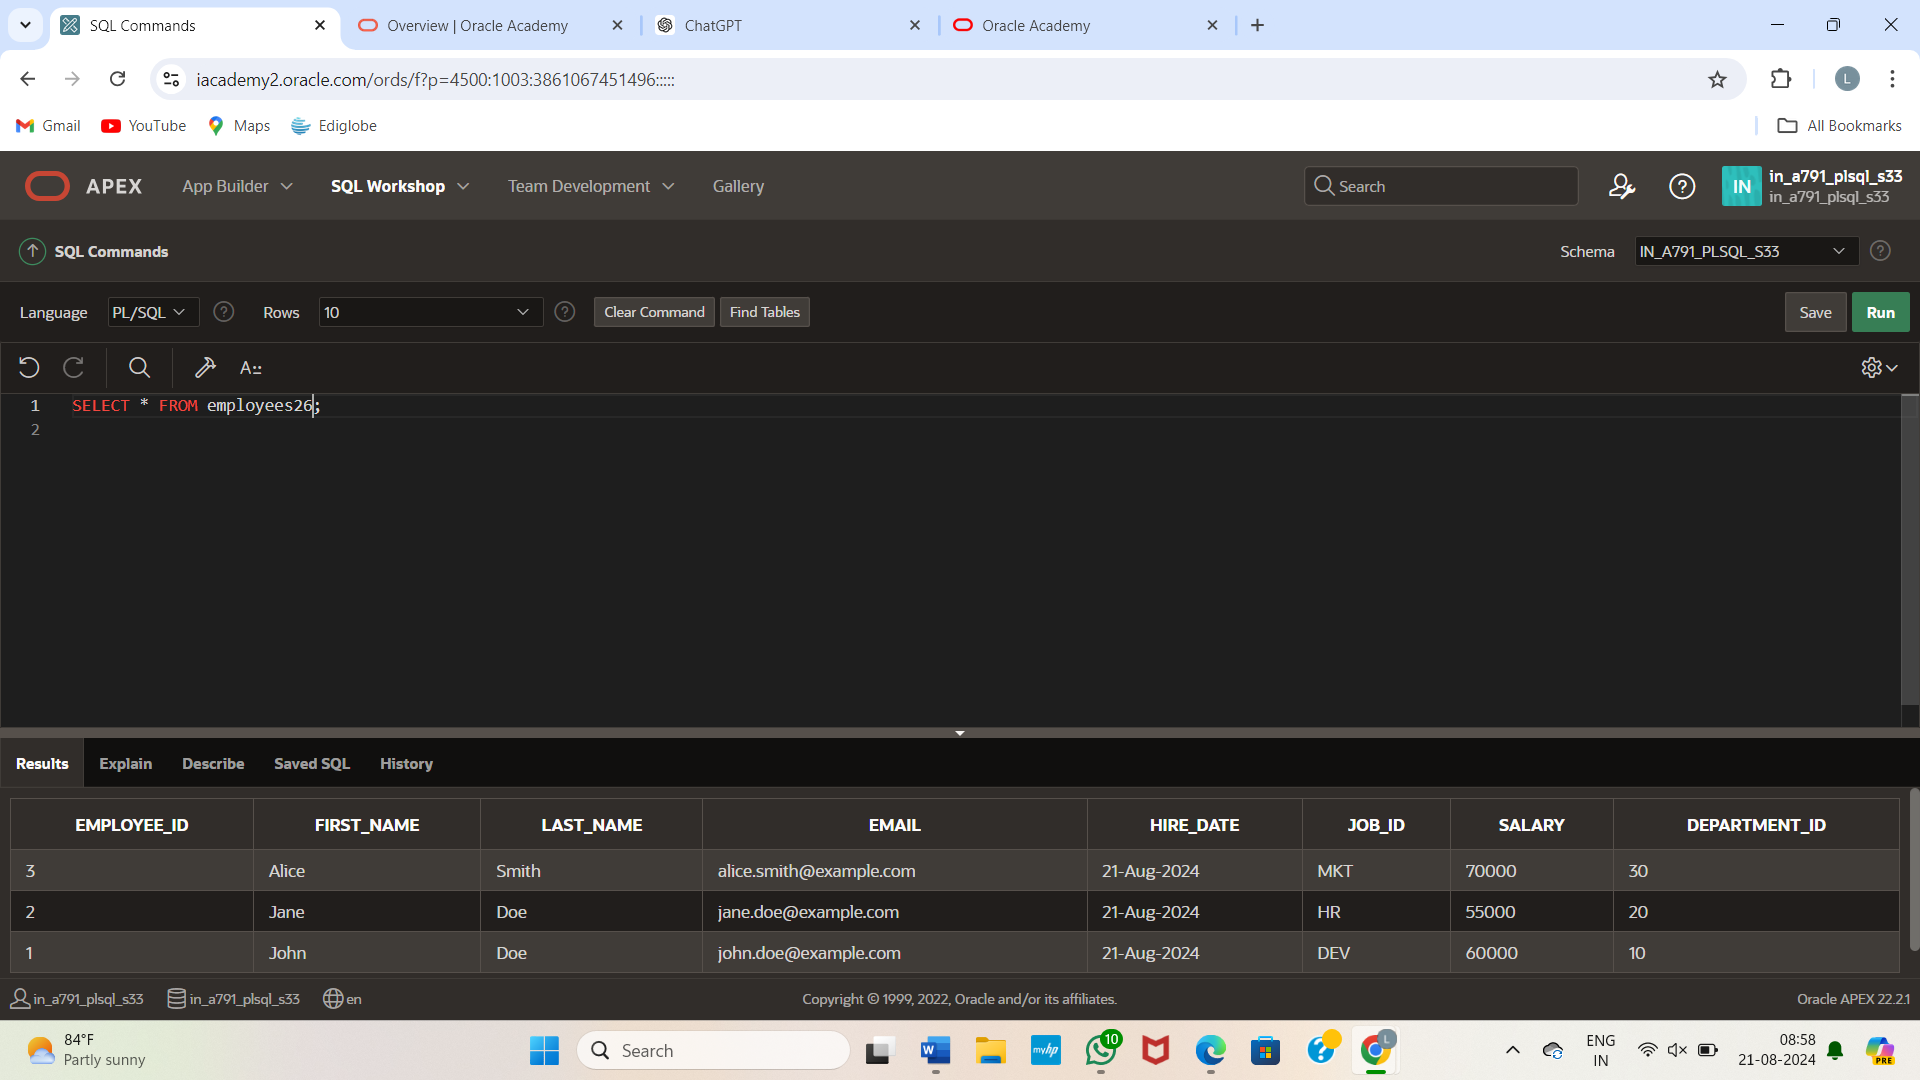 SQL Commands
Overview | Oracle Academy
ChatGPT
Oracle Academy
iacademy2.oracle.com/ords/f?p=4500:1003:3861067451496:::::
L
Gmail
YouTube
Maps
Ediglobe
All Bookmarks
APEX
App Builder
SQL Workshop
Team Development
Gallery
Search
IN
in_a791_plsql_s33
in_a791_plsql_s33
SQL Commands
Schema
IN_A791_PLSQL_S33
Language
PL/SQL
Rows
10
Clear Command
Find Tables
Save
Run
A::
1 SELECT * FROM employees26;
2
Results
Explain
Describe
Saved SQL
History
EMPLOYEE_ID FIRST_NAME LAST_NAME EMAIL HIRE_DATE JOB_ID SALARY DEPARTMENT_ID
3 Alice Smith alice.smith@example.com 21-Aug-2024 MKT 70000 30
2 Jane Doe jane.doe@example.com 21-Aug-2024 HR 55000 20
1 John Doe john.doe@example.com 21-Aug-2024 DEV 60000 10
in_a791_plsql_s33
in_a791_plsql_s33
en
Copyright © 1999, 2022, Oracle and/or its affiliates.
Oracle APEX 22.2.1
84°F
Partly sunny
Search
W
myhp
10
L
ENG
IN
08:58
21-08-2024
PRE